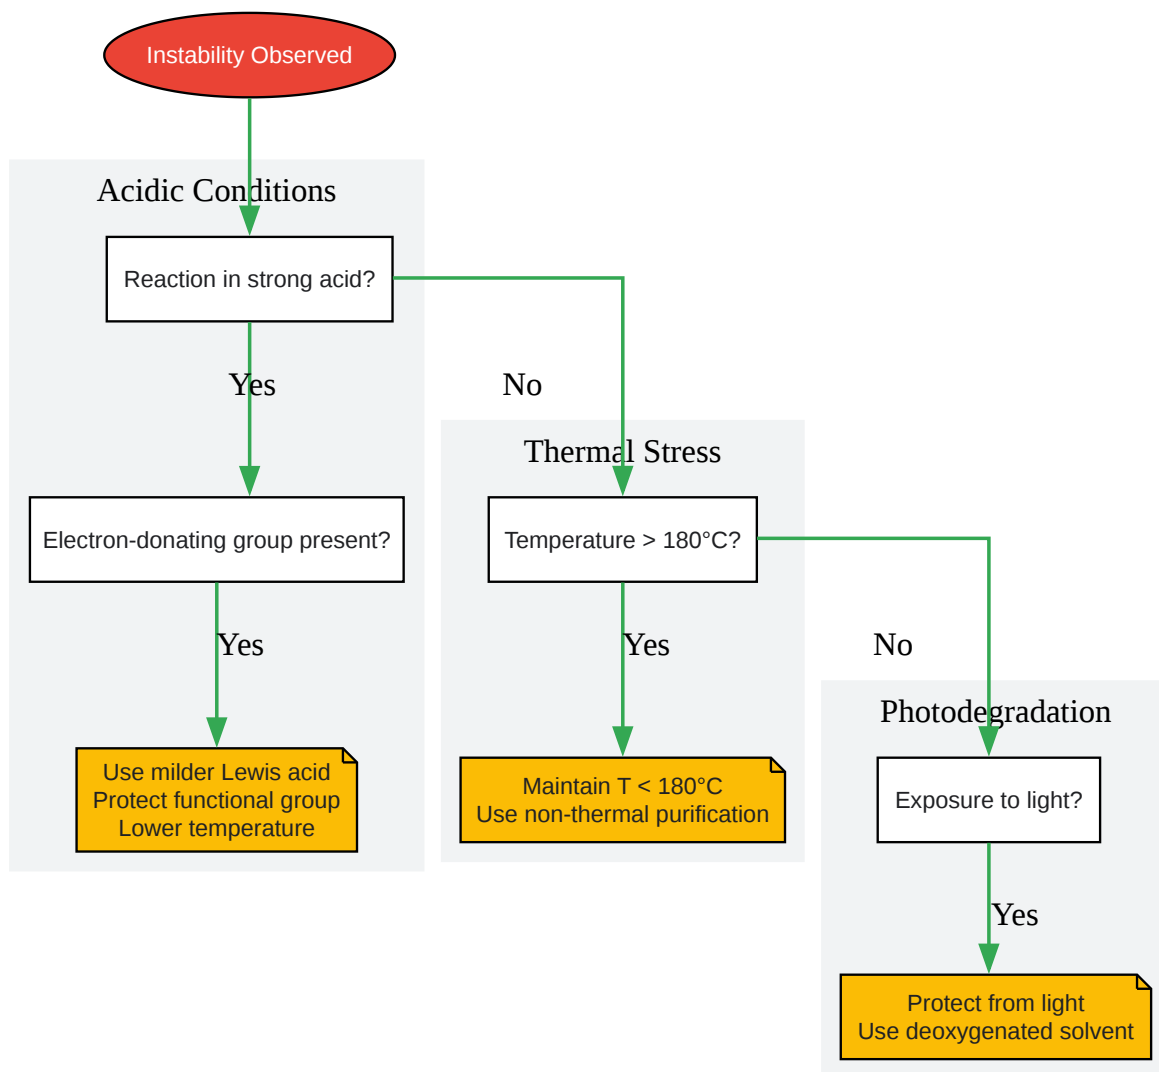 Instability Observed
Acidic Conditions
Reaction in strong acid?
Yes
No
Thermal Stress
Electron-donating group present?
Temperature > 180°C?
Yes
Yes
No
Photodegradation
Use milder Lewis acid
Protect functional group
Lower temperature
Maintain T < 180°C
Use non-thermal purification
Exposure to light?
Yes
Protect from light
Use deoxygenated solvent